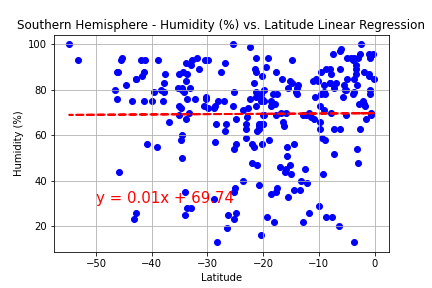 Southern Hemisphere - Humidity (%) vs. Latitude Linear Regression
100
80
60
40
20
Humidity (%)
y = 0.01x + 69.74
−50 −40 −30 −20 −10 0
Latitude